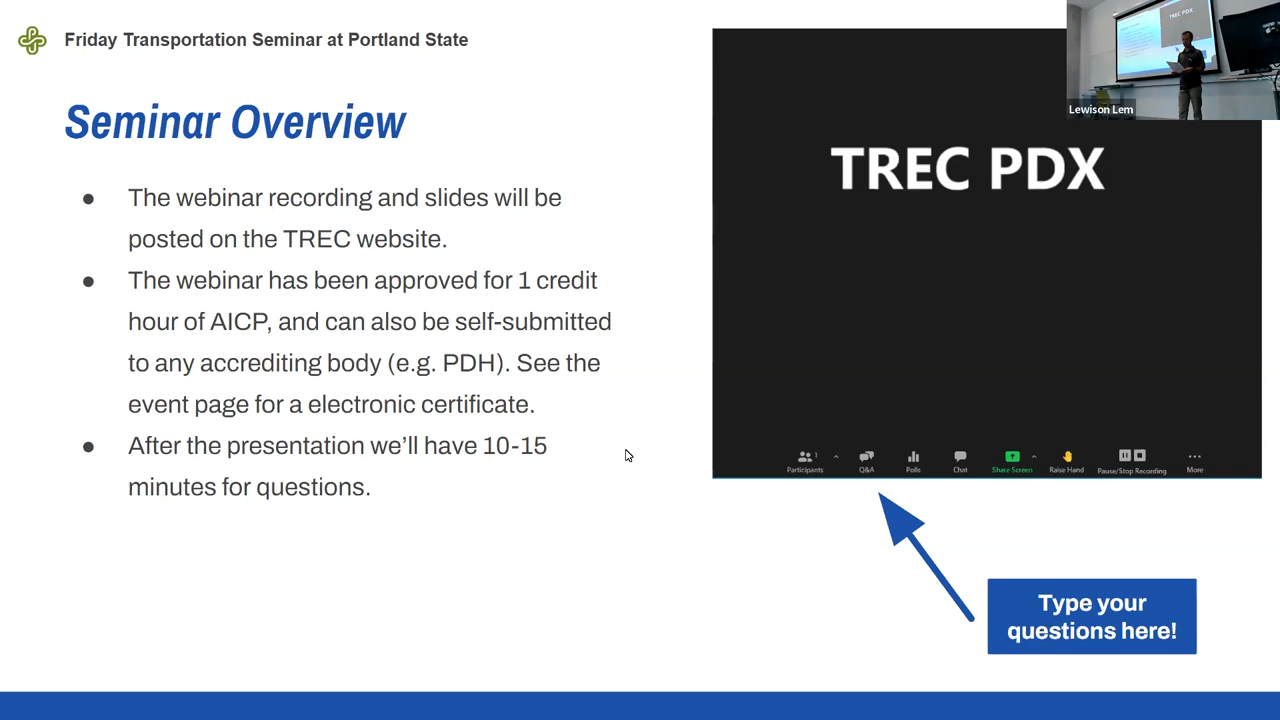 Friday Transportation Seminar at Portland State
Seminar Overview
● The webinar recording and slides will be
posted on the TREC website.
● The webinar has been approved for 1 credit
hour of AICP, and can also be self-submitted
to any accrediting body (e.g. PDH). See the
event page for a electronic certificate.
● After the presentation we'll have 10-15
minutes for questions.
TREC PDX
Lewison Lem
TREC PDX
1
Participants
Q&A
Polls
Chat
Share Screen
Raise Hand
Pause/Stop Recording
More
Type your
questions here!